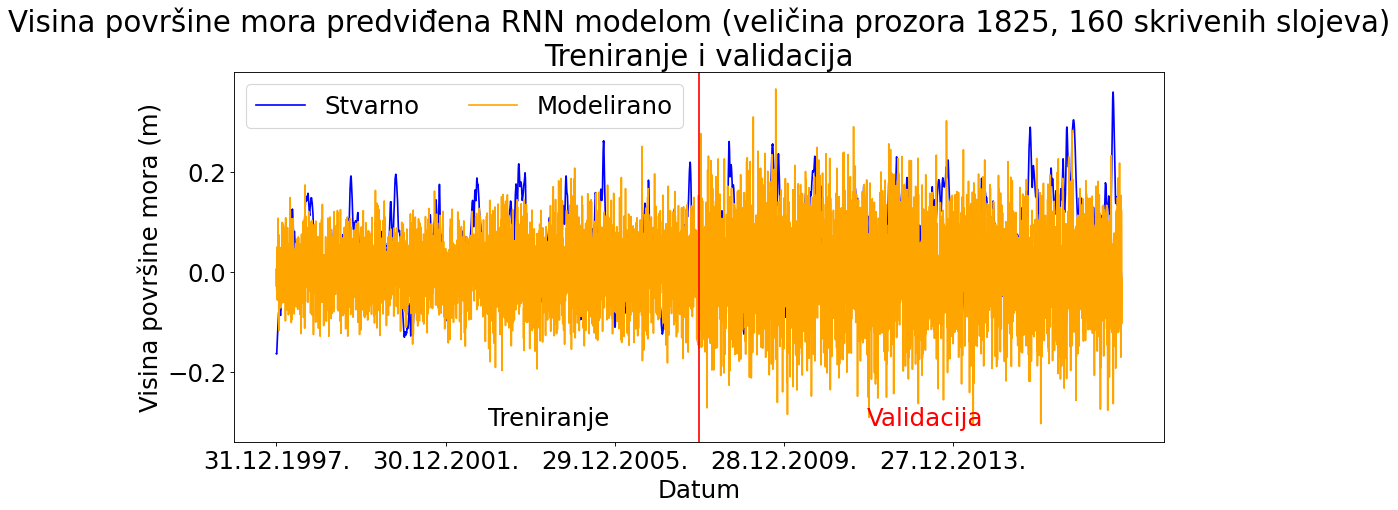 Visina površine mora predviđena RNN modelom (veličina prozora 1825, 160 skrivenih slojeva)
Treniranje i validacija
Stvarno Modelirano
Visina površine mora (m)
0.2
0.0
−0.2
Treniranje Validacija
31.12.1997. 30.12.2001. 29.12.2005. 28.12.2009. 27.12.2013.
Datum